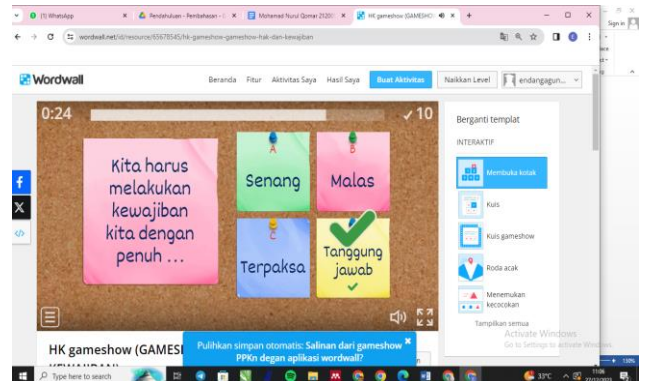 (1) WhatsApp
Pendahuluan - Pembahasan -
Mohamad Nurul Qomar
HK gameshow (GAMESHO
Sign in
wordwall.net/id/resource/65678545/hk-gameshow-gameshow-hak-dan-kewajiban
Wordwall
Beranda
Fitur
Aktivitas Saya
Hasil Saya
Buat Aktivitas
Naikkan Level
endangagun...
0:24
10
Kita harus
melakukan
kewajiban
kita dengan
penuh ...
A
Senang
B
Malas
C
Terpaksa
Tanggung
jawab
Berganti templat
INTERAKTIF
Membuka kotak
Kuis
Kuis gameshow
Roda acak
Menemukan
kecocokan
Tampilkan semua
HK gameshow (GAMES
Pulihkan simpan otomatis: Salinan dari gameshow
PPKn degan aplikasi wordwall?
Activate Windows
Go to Settings to activate Windows.
Type here to search
33°C
11:06